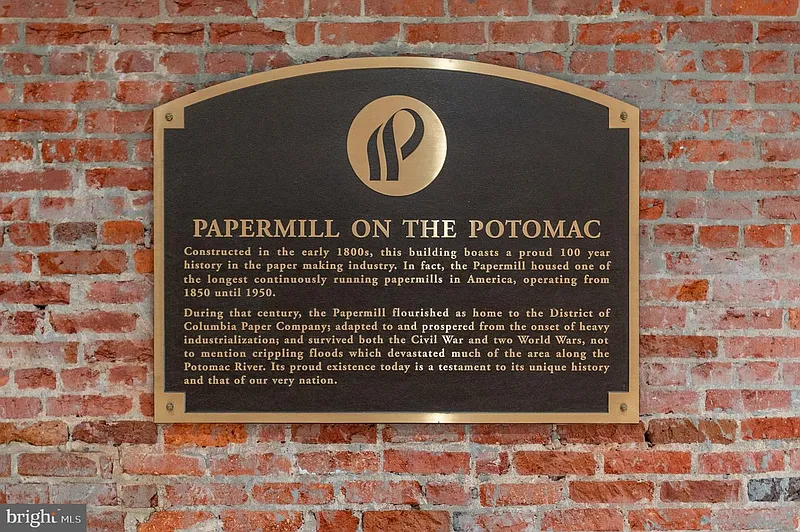 PAPERMILL ON THE POTOMAC
Constructed in the early 1800s, this building boasts a proud 100 year
history in the paper making industry. In fact, the Papermill housed one of
the longest continuously running papermills in America, operating from
1850 until 1950.
During that century, the Papermill flourished as home to the District of
Columbia Paper Company; adapted to and prospered from the onset of heavy
industrialization; and survived both the Civil War and two World Wars, not
to mention crippling floods which devastated much of the area along the
Potomac River. Its proud existence today is a testament to its unique history
and that of our very nation.
bright MLS